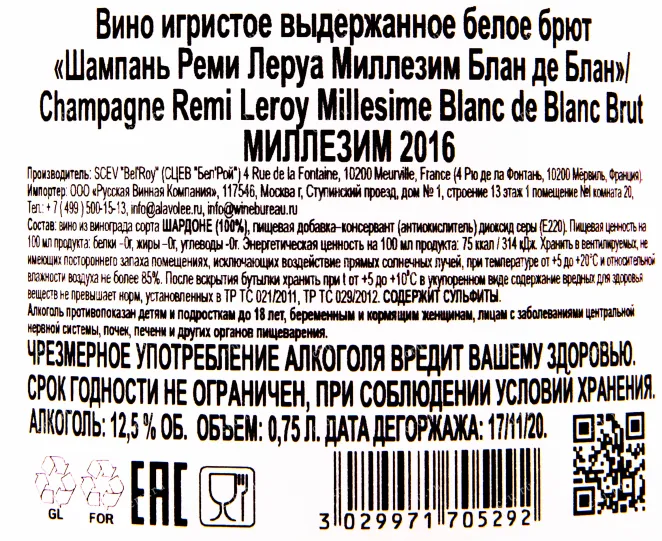 Вино игристое выдержанное белое брют
«Шампань Реми Леруа Миллезим Блан де Блан»/
Champagne Remi Leroy Millesime Blanc de Blanc Brut
МИЛЛЕЗИМ 2016
Производитель: SCEV "Bel'Roy" (СЦЕВ "Бел'Рой") 4 Rue de la Fontaine, 10200 Meurville, France (4 Рю де ла Фонтань, 10200 Мёрвиль, Франция).
Импортер: ООО «Русская Винная Компания», 117546, Москва г, Ступинский проезд, дом № 1, строение 13 этаж 1 помещение №I комната 20,
Тел.: + 7 ( 499 ) 500-15-13, info@alavolee.ru, info@winebureau.ru
Состав: вино из винограда сорта ШАРДОНЕ (100%), пищевая добавка-консервант (антиокислитель) диоксид серы (Е220). Пищевая ценность на
100 мл продукта: белки -0г, жиры -0г, углеводы -0г. Энергетическая ценность на 100 мл продукта: 75 ккал / 314 кДж. Хранить в вентилируемых, не
имеющих постороннего запаха помещениях, исключающих воздействие прямых солнечных лучей, при температуре от +5 до +20°С и относительной
влажности воздуха не более 85%. После вскрытия бутылки хранить при t от +5 до +10°С в укупоренном виде содержание вредных для здоровья
веществ не превышает норм, установленных в ТР ТС 021/2011, ТР ТС 029/2012. СОДЕРЖИТ СУЛЬФИТЫ.
Алкоголь противопоказан детям и подросткам до 18 лет, беременным и кормящим женщинам, лицам с заболеваниями центральной
нервной системы, почек, печени и других органов пищеварения.
ЧРЕЗМЕРНОЕ УПОТРЕБЛЕНИЕ АЛКОГОЛЯ ВРЕДИТ ВАШЕМУ ЗДОРОВЬЮ.
СРОК ГОДНОСТИ НЕ ОГРАНИЧЕН, ПРИ СОБЛЮДЕНИИ УСЛОВИЙ ХРАНЕНИЯ.
АЛКОГОЛЬ: 12,5 % ОБ. ОБЪЕМ: 0,75 Л. ДАТА ДЕГОРЖАЖА: 17/11/20.
GL FOR EAC
3 029971 705292